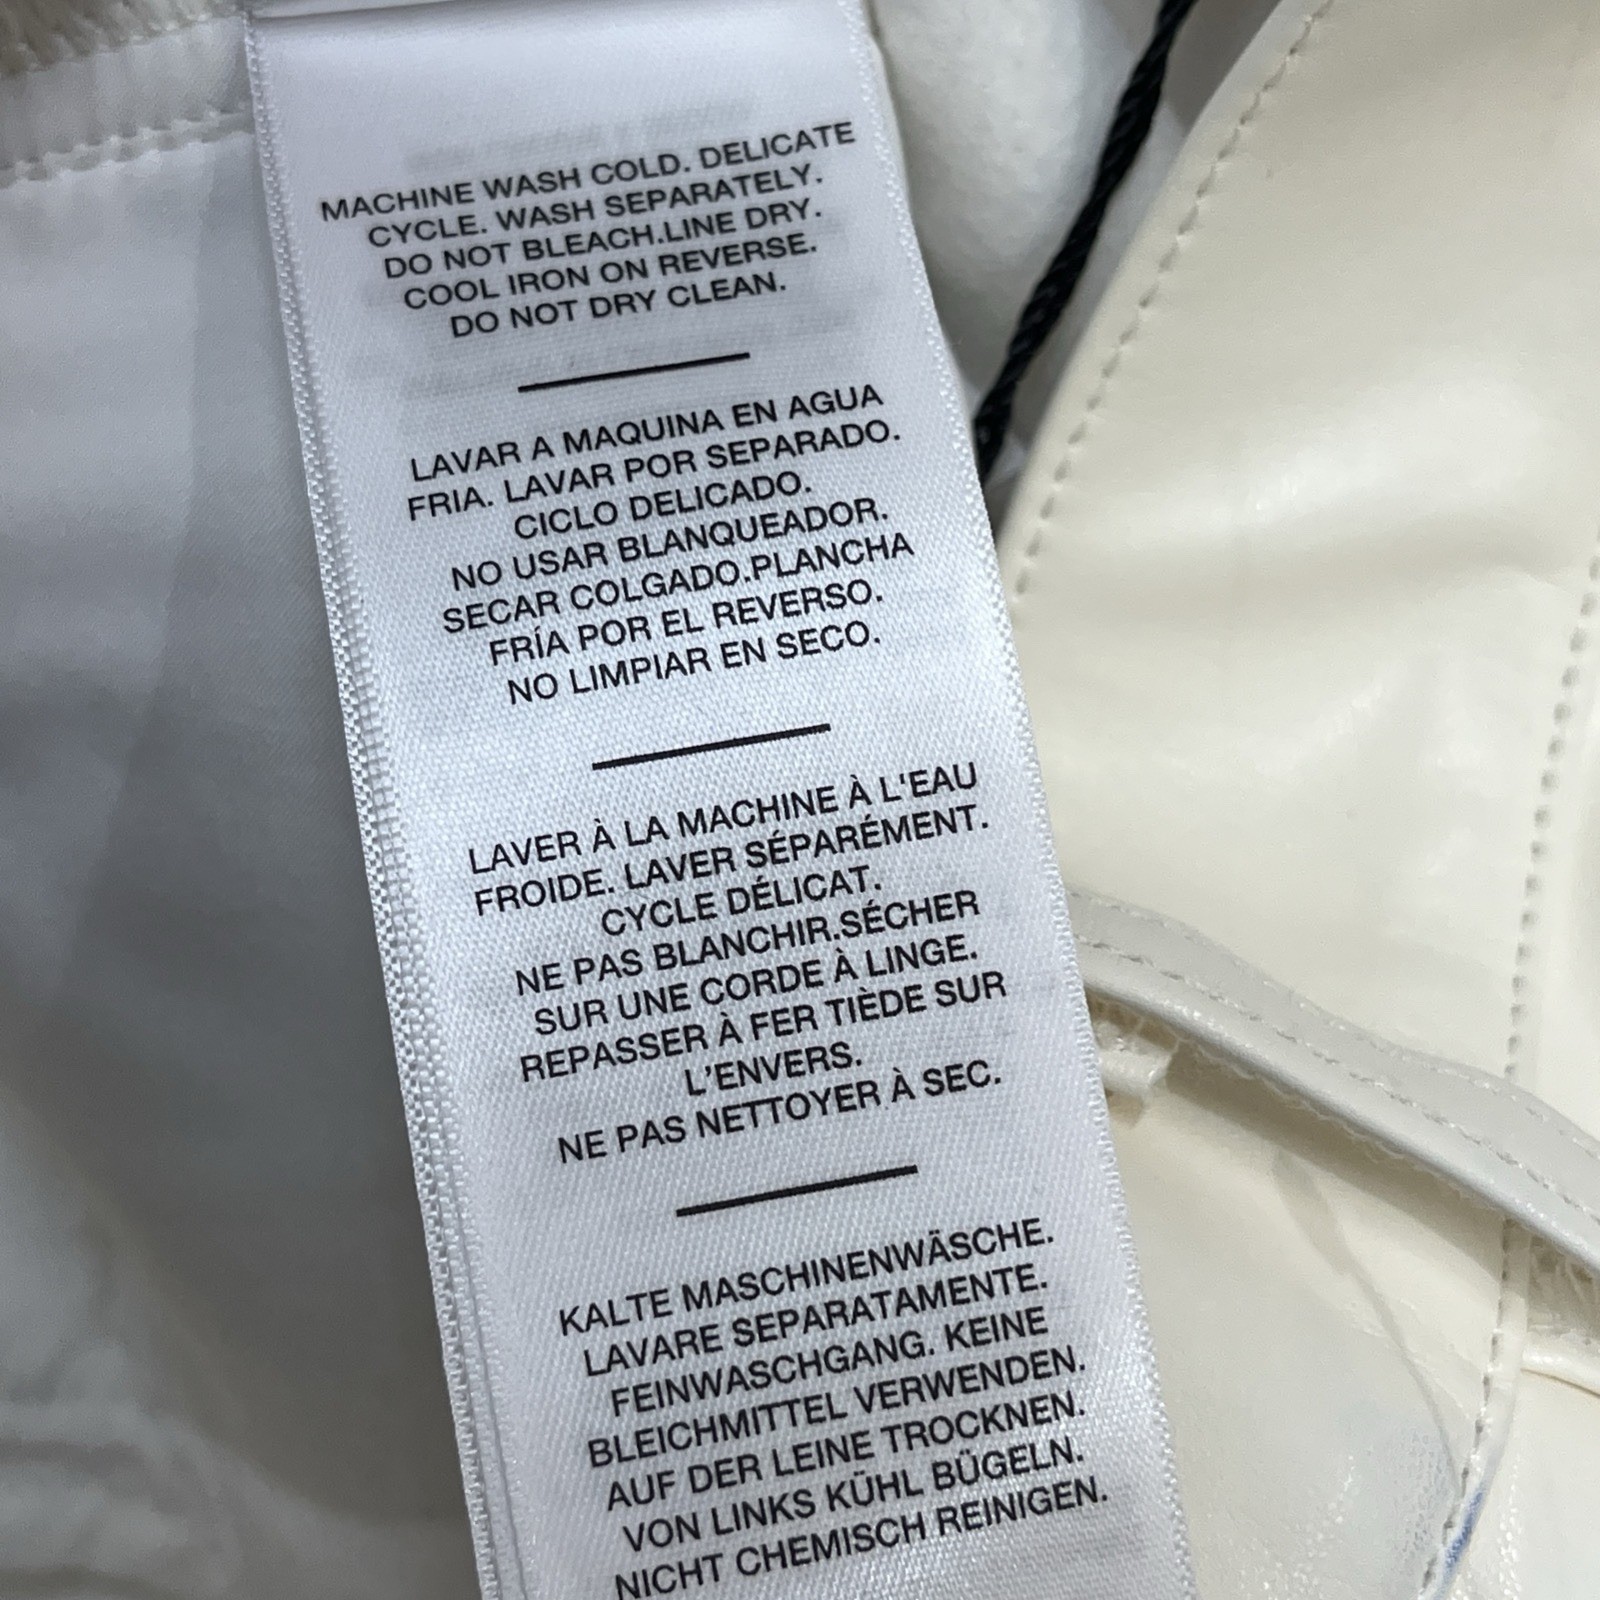 MACHINE WASH COLD. DELICATE
CYCLE. WASH SEPARATELY.
DO NOT BLEACH.LINE DRY.
COOL IRON ON REVERSE.
DO NOT DRY CLEAN.
LAVAR A MAQUINA EN AGUA
FRIA. LAVAR POR SEPARADO.
CICLO DELICADO.
NO USAR BLANQUEADOR.
SECAR COLGADO.PLANCHA
FRÍA POR EL REVERSO.
NO LIMPIAR EN SECO.
LAVER À LA MACHINE À L'EAU
FROIDE. LAVER SÉPARÉMENT.
CYCLE DÉLICAT.
NE PAS BLANCHIR.SÉCHER
SUR UNE CORDE À LINGE.
REPASSER À FER TIÈDE SUR
L'ENVERS.
NE PAS NETTOYER À SEC.
KALTE MASCHINENWÄSCHE.
LAVARE SEPARATAMENTE.
FEINWASCHGANG. KEINE
BLEICHMITTEL VERWENDEN.
AUF DER LEINE TROCKNEN.
VON LINKS KÜHL BÜGELN.
NICHT CHEMISCH REINIGEN.